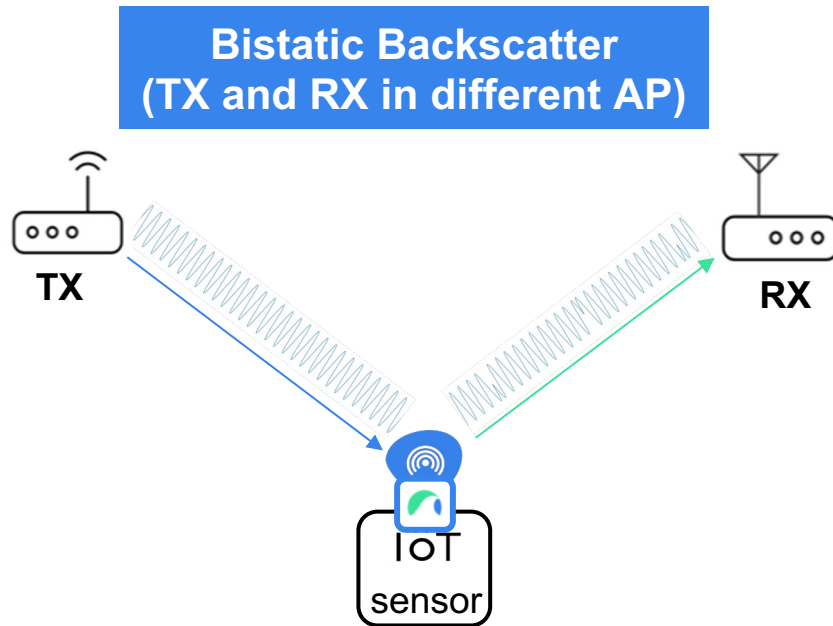 Bistatic Backscatter
(TX and RX in different AP)
TX
RX
IoT
sensor